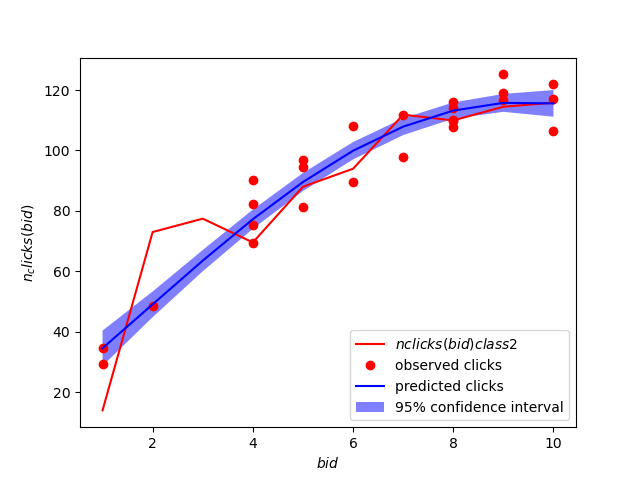 120
100
80
60
40
20
n_clicks(bid)
2
4
6
8
10
bid
nclicks(bid)class2
observed clicks
predicted clicks
95% confidence interval